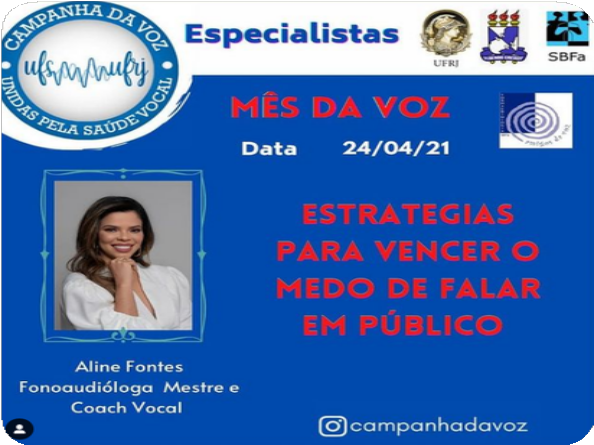 CAMPANHA DA VOZ
ufs ufrj
UNIDAS PELA SAÚDE VOCAL
Especialistas
UFRJ
SBFa
MÊS DA VOZ
Data 24/04/21
ESTRATEGIAS
PARA VENCER O
MEDO DE FALAR
EM PÚBLICO
Aline Fontes
Fonoaudióloga Mestre e
Coach Vocal
campanhadavoz